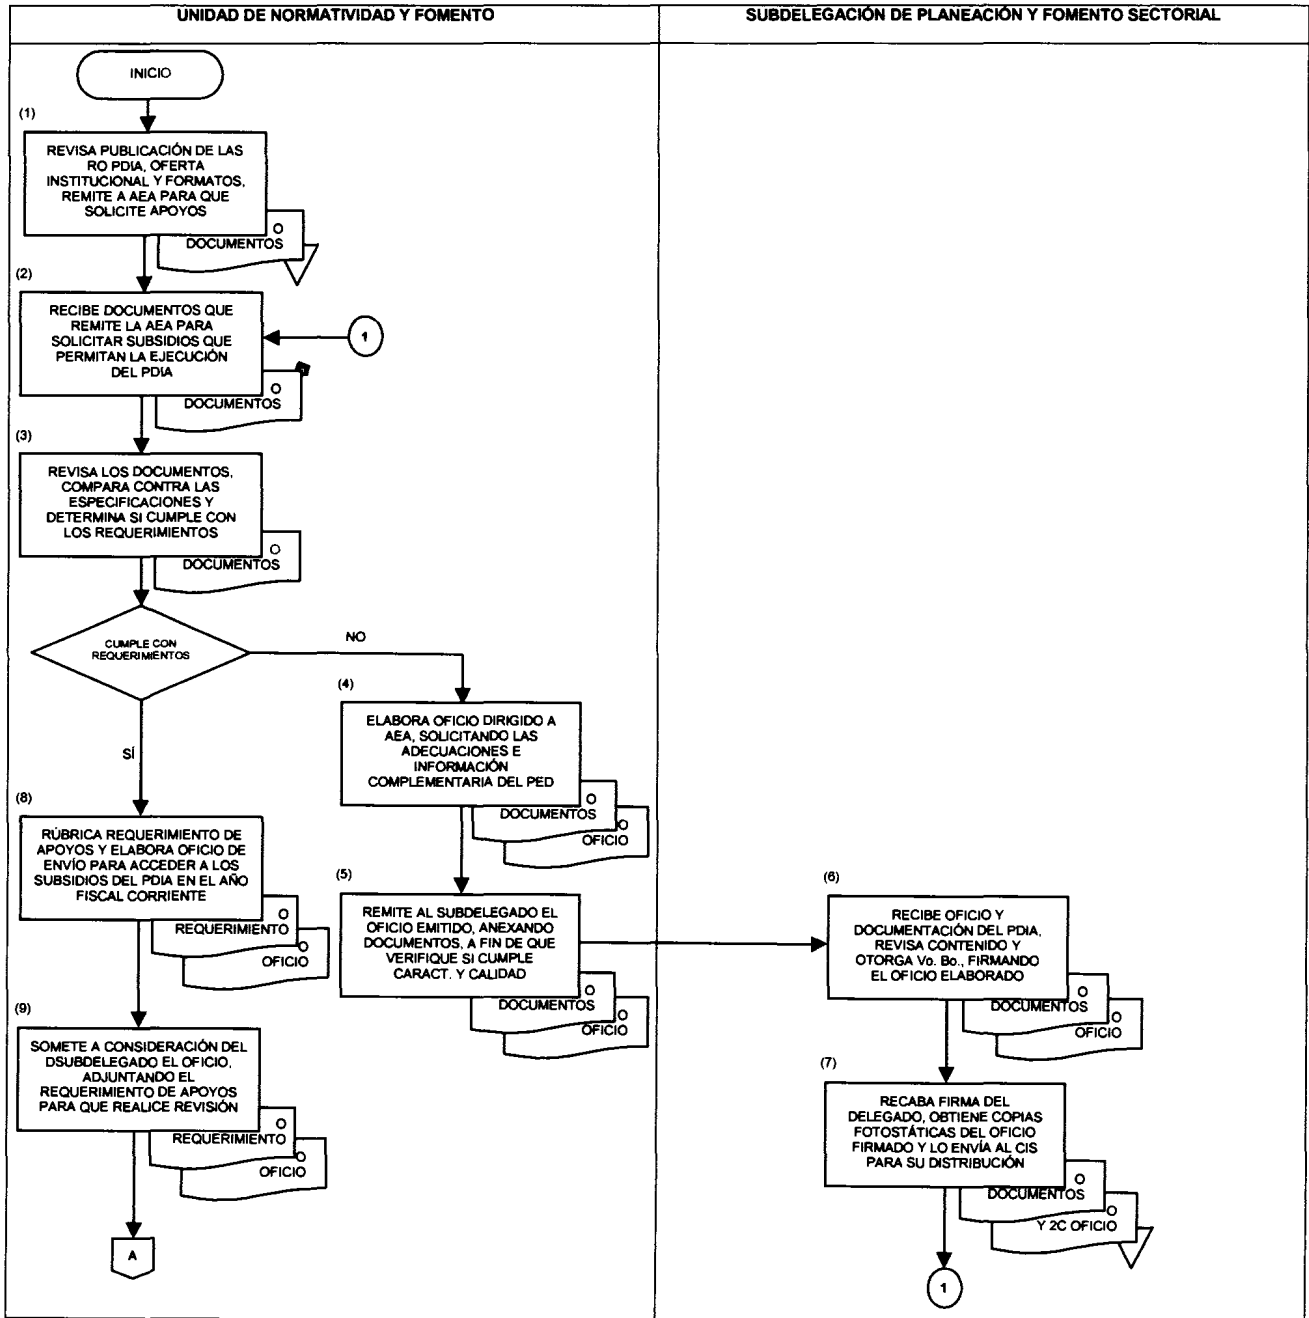 UNIDAD DE NORMATIVIDAD Y FOMENTO
SUBDELEGACIÓN DE PLANEACIÓN Y FOMENTO SECTORIAL
INICIO
(1)
REVISA PUBLICACIÓN DE LAS
RO PDIA, OFERTA
INSTITUCIONAL Y FORMATOS,
REMITE A AEA PARA QUE
SOLICITE APOYOS
O
DOCUMENTOS
(2)
RECIBE DOCUMENTOS QUE
REMITE LA AEA PARA
SOLICITAR SUBSIDIOS QUE
PERMITAN LA EJECUCIÓN
DEL PDIA
1
O
DOCUMENTOS
(3)
REVISA LOS DOCUMENTOS,
COMPARA CONTRA LAS
ESPECIFICACIONES Y
DETERMINA SI CUMPLE CON
LOS REQUERIMIENTOS
O
DOCUMENTOS
CUMPLE CON
REQUERIMIENTOS
NO
SÍ
(4)
ELABORA OFICIO DIRIGIDO A
AEA, SOLICITANDO LAS
ADECUACIONES E
INFORMACIÓN
COMPLEMENTARIA DEL PED
O
DOCUMENTOS
O
OFICIO
(8)
RÚBRICA REQUERIMIENTO DE
APOYOS Y ELABORA OFICIO DE
ENVÍO PARA ACCEDER A LOS
SUBSIDIOS DEL PDIA EN EL AÑO
FISCAL CORRIENTE
O
REQUERIMIENTO
O
OFICIO
(5)
REMITE AL SUBDELEGADO EL
OFICIO EMITIDO, ANEXANDO
DOCUMENTOS, A FIN DE QUE
VERIFIQUE SI CUMPLE
CARACT. Y CALIDAD
O
DOCUMENTOS
O
OFICIO
(6)
RECIBE OFICIO Y
DOCUMENTACIÓN DEL PDIA,
REVISA CONTENIDO Y
OTORGA Vo. Bo., FIRMANDO
EL OFICIO ELABORADO
O
DOCUMENTOS
O
OFICIO
(9)
SOMETE A CONSIDERACIÓN DEL
DSUBDELEGADO EL OFICIO,
ADJUNTANDO EL
REQUERIMIENTO DE APOYOS
PARA QUE REALICE REVISIÓN
O
REQUERIMIENTO
O
OFICIO
A
(7)
RECABA FIRMA DEL
DELEGADO, OBTIENE COPIAS
FOTOSTÁTICAS DEL OFICIO
FIRMADO Y LO ENVÍA AL CIS
PARA SU DISTRIBUCIÓN
O
DOCUMENTOS
O
Y 2C OFICIO
1